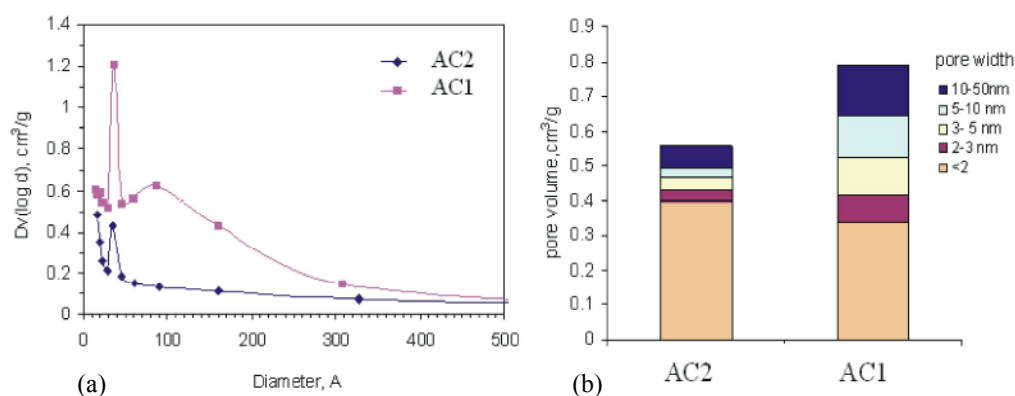 1.4
1.2
1
0.8
0.6
0.4
0.2
0
Dv(log d), cm³/g
AC2
AC1
0 100 200 300 400 500
Diameter, A
(a)
0.9
0.8
0.7
0.6
0.5
0.4
0.3
0.2
0.1
0
pore volume,cm³/g
pore width
10-50nm
5-10 nm
3- 5 nm
2-3 nm
<2
AC2 AC1
(b)